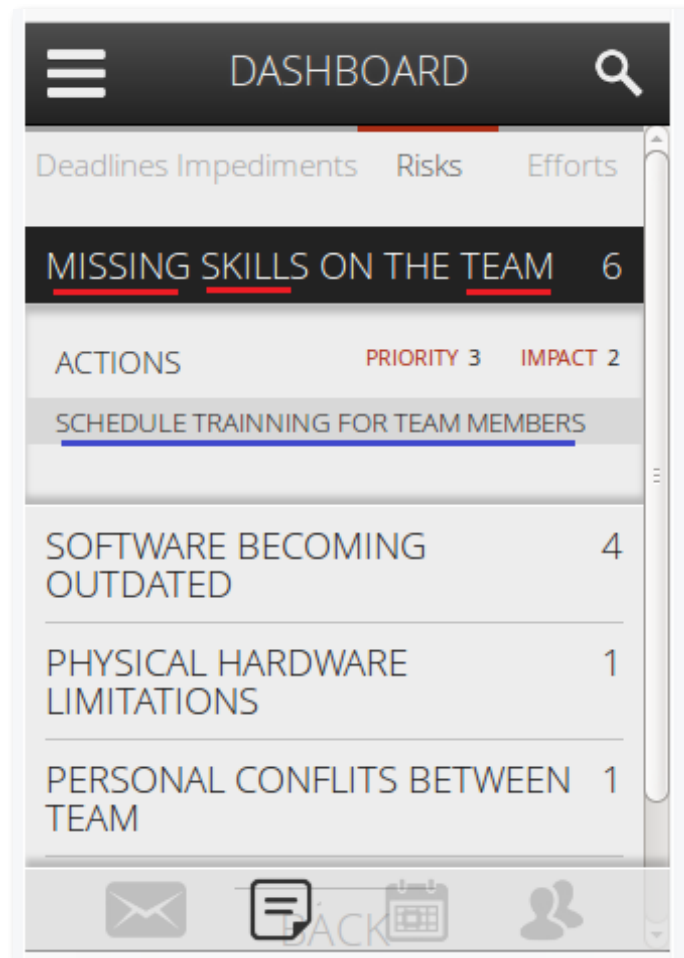 DASHBOARD
Deadlines Impediments Risks Efforts
MISSING SKILLS ON THE TEAM 6
ACTIONS PRIORITY 3 IMPACT 2
SCHEDULE TRAINNING FOR TEAM MEMBERS
SOFTWARE BECOMING 4
OUTDATED
PHYSICAL HARDWARE 1
LIMITATIONS
PERSONAL CONFLITS BETWEEN 1
TEAM
BACK